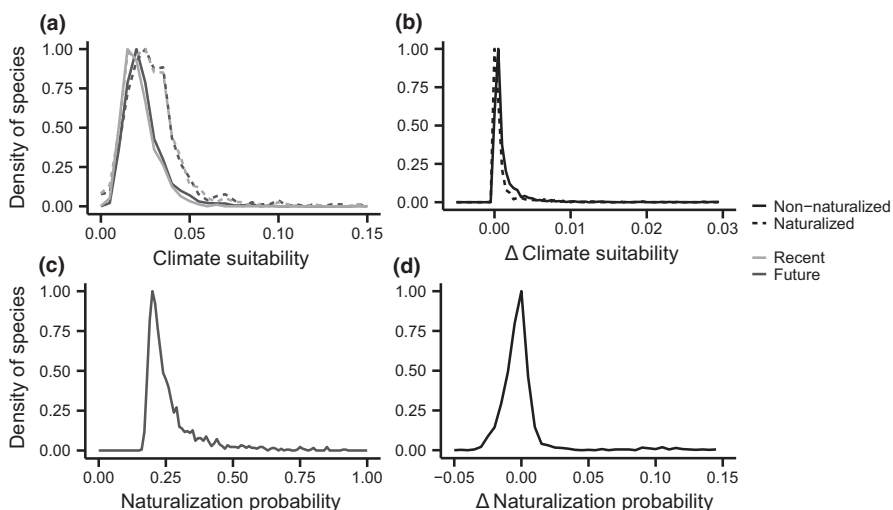 (a)
Density of species
1.00
0.75
0.50
0.25
0.00
0.00 0.05 0.10 0.15
Climate suitability
(b)
1.00
0.75
0.50
0.25
0.00
0.00 0.01 0.02 0.03
Δ Climate suitability
Non−naturalized
Naturalized
Recent
Future
(c)
Density of species
1.00
0.75
0.50
0.25
0.00
0.00 0.25 0.50 0.75 1.00
Naturalization probability
(d)
1.00
0.75
0.50
0.25
0.00
−0.05 0.00 0.05 0.10 0.15
Δ Naturalization probability